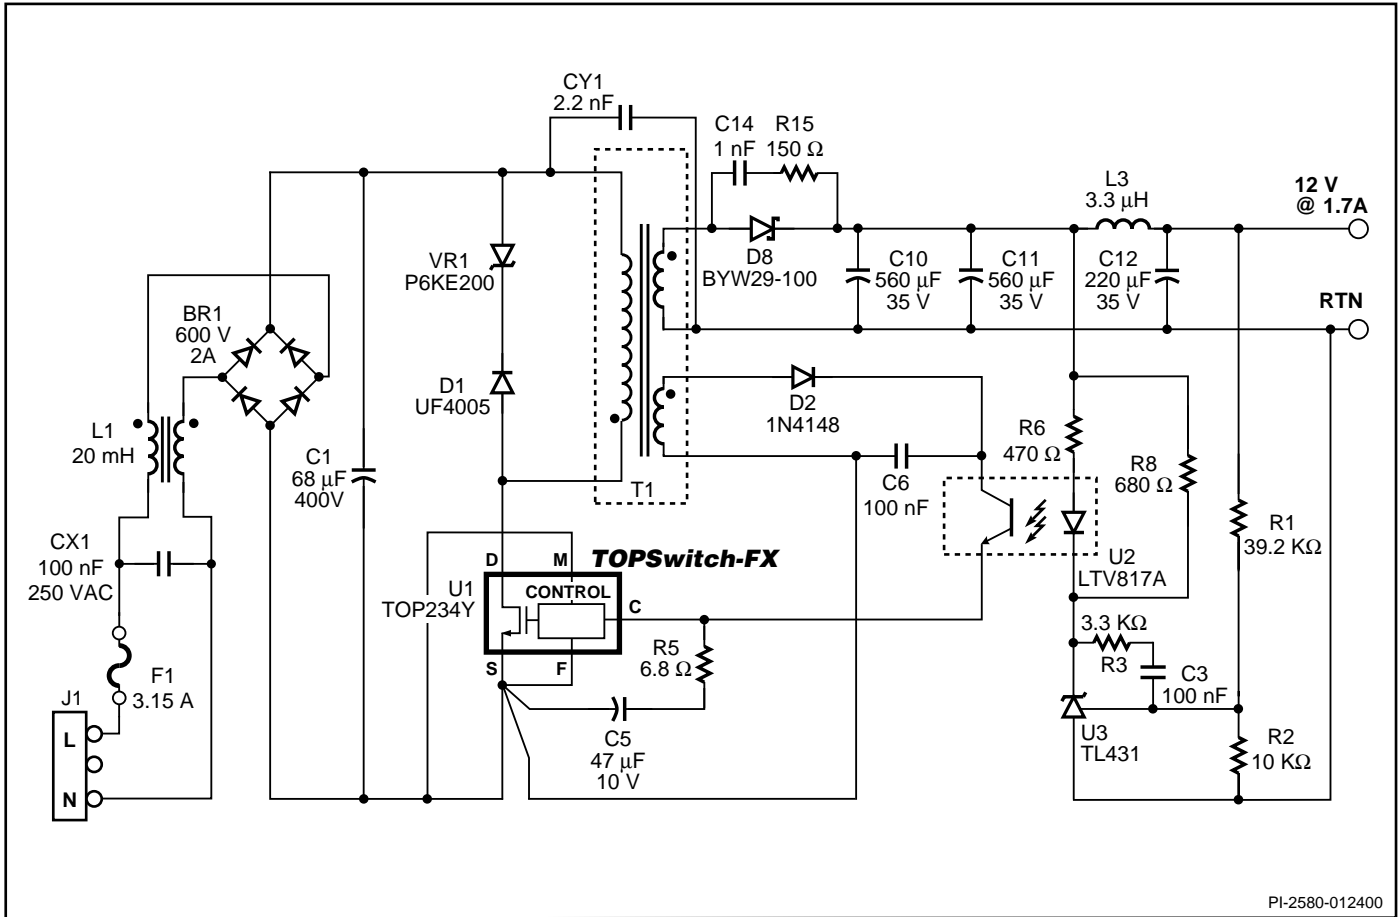 CY1
2.2 nF
C14
1 nF
R15
150 Ω
L3
3.3 µH
12 V
@ 1.7A
VR1
P6KE200
D8
BYW29-100
C10
560 µF
35 V
C11
560 µF
35 V
C12
220 µF
35 V
RTN
BR1
600 V
2A
D1
UF4005
D2
1N4148
L1
20 mH
C1
68 µF
400V
T1
C6
100 nF
R6
470 Ω
R8
680 Ω
R1
39.2 KΩ
CX1
100 nF
250 VAC
D
M
TOPSwitch-FX
U1
TOP234Y
CONTROL
C
U2
LTV817A
S
F
R5
6.8 Ω
3.3 KΩ
R3
C3
100 nF
F1
3.15 A
J1
L
N
C5
47 µF
10 V
U3
TL431
R2
10 KΩ
PI-2580-012400